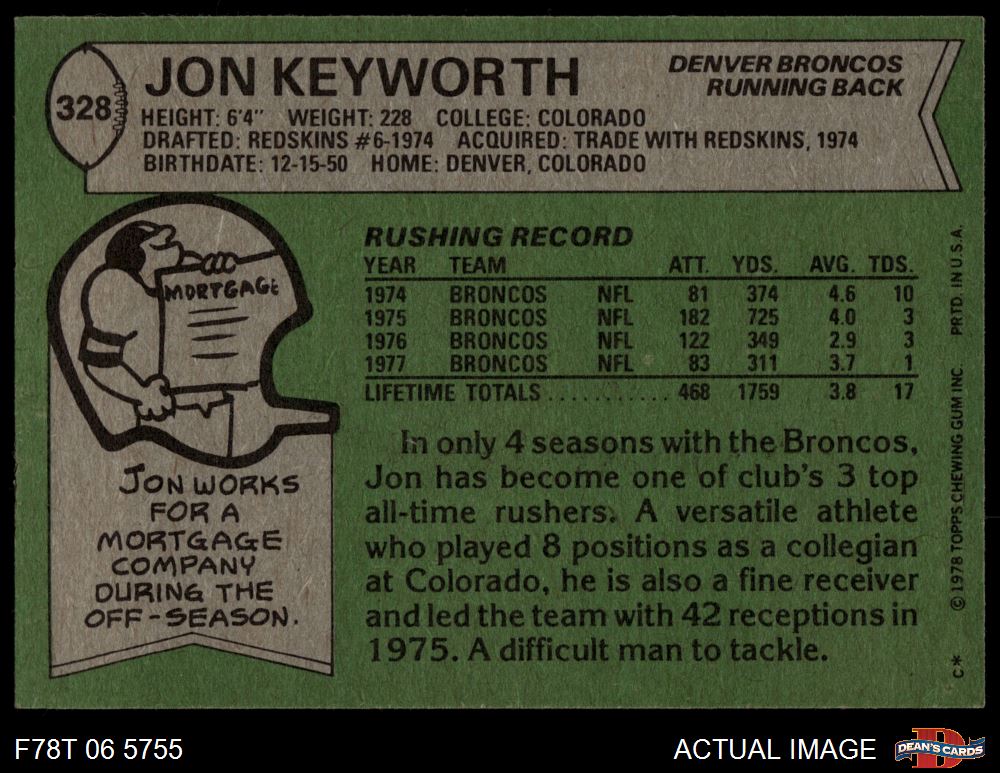 328
JON KEYWORTH
DENVER BRONCOS
RUNNING BACK
HEIGHT: 6'4" WEIGHT: 228 COLLEGE: COLORADO
DRAFTED: REDSKINS #6-1974 ACQUIRED: TRADE WITH REDSKINS, 1974
BIRTHDATE: 12-15-50 HOME: DENVER, COLORADO
MORTGAGE
JON WORKS
FOR A
MORTGAGE
COMPANY
DURING THE
OFF-SEASON.
RUSHING RECORD
YEAR TEAM ATT. YDS. AVG. TDS.
1974 BRONCOS NFL 81 374 4.6 10
1975 BRONCOS NFL 182 725 4.0 3
1976 BRONCOS NFL 122 349 2.9 3
1977 BRONCOS NFL 83 311 3.7 1
LIFETIME TOTALS ........... 468 1759 3.8 17
In only 4 seasons with the Broncos,
Jon has become one of club's 3 top
all-time rushers. A versatile athlete
who played 8 positions as a collegian
at Colorado, he is also a fine receiver
and led the team with 42 receptions in
1975. A difficult man to tackle.
C* © 1978 TOPPS CHEWING GUM INC. PRTD. IN U.S.A.
F78T 06 5755
ACTUAL IMAGE
D
DEAN'S CARDS